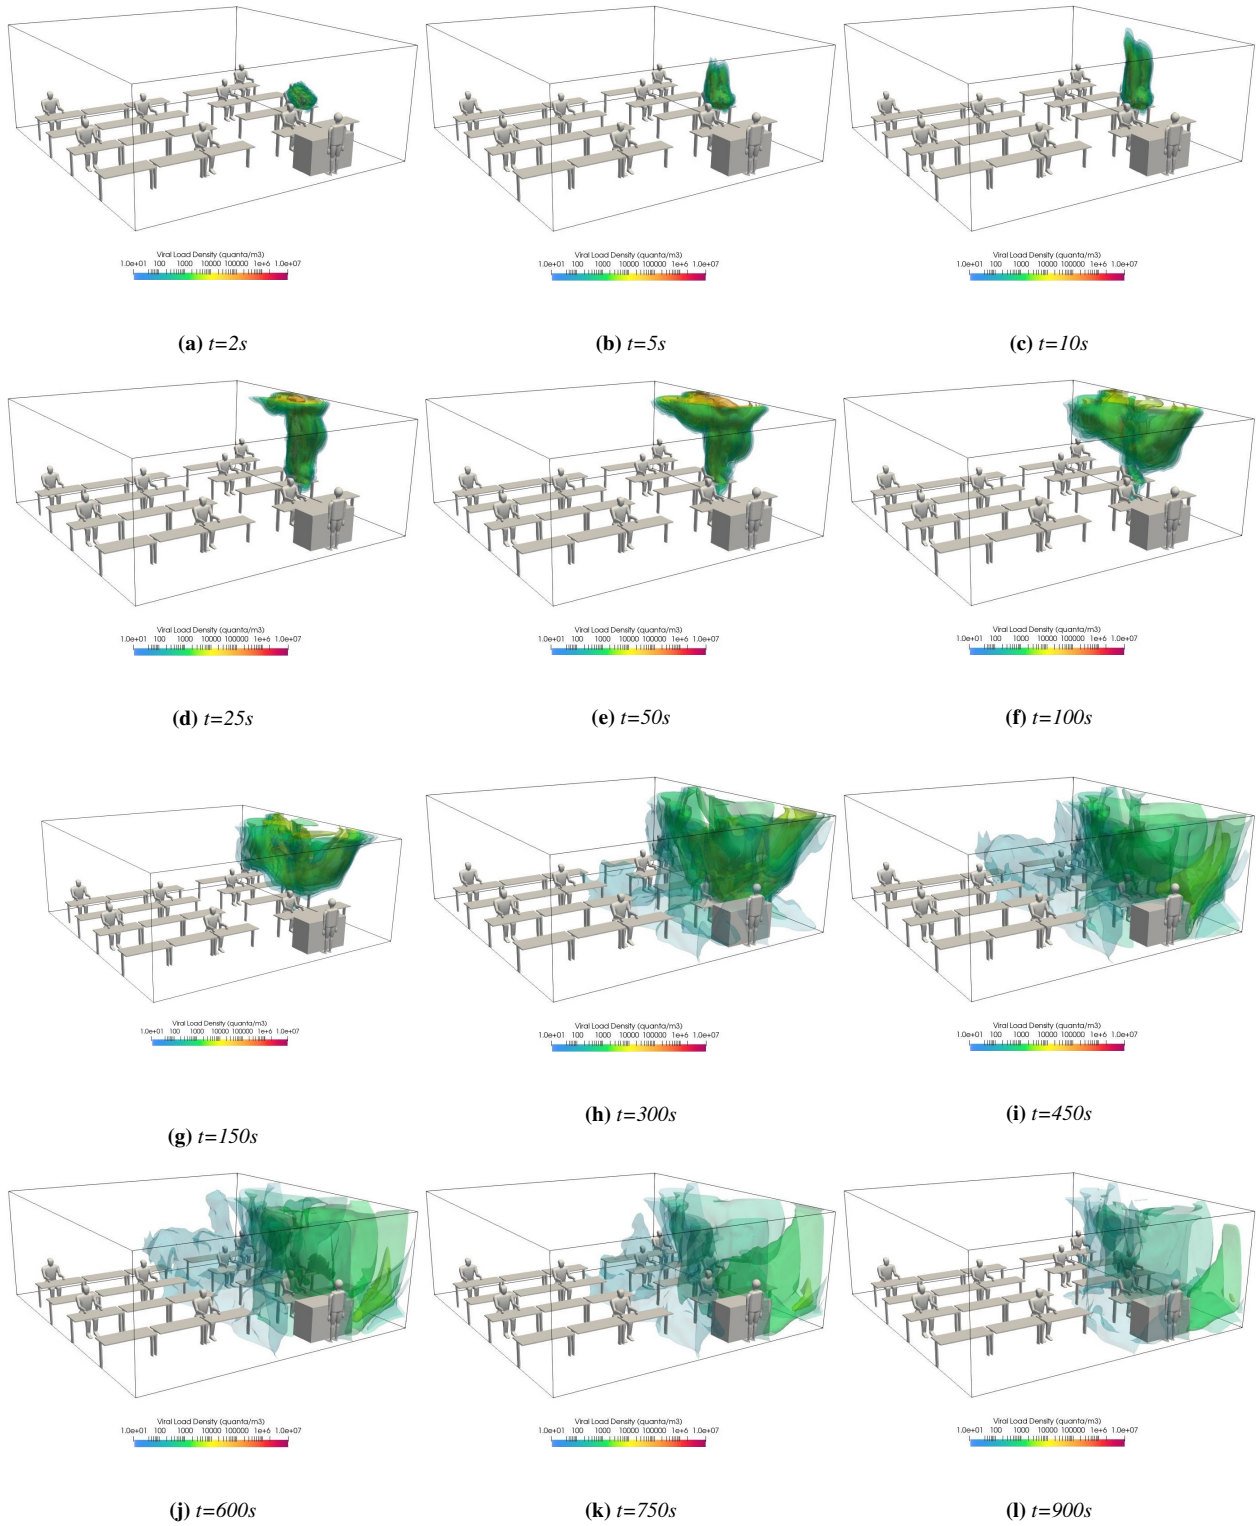 Viral Load Density (quanta/m3) Viral Load Density (quanta/m3) Viral Load Density (quanta/m3)
1.0e+01 100 1000 10000 100000 1e+6 1.0e+07 1.0e+01 100 1000 10000 100000 1e+6 1.0e+07 1.0e+01 100 1000 10000 100000 1e+6 1.0e+07
(a) t=2s (b) t=5s (c) t=10s
Viral Load Density (quanta/m3) Viral Load Density (quanta/m3) Viral Load Density (quanta/m3)
1.0e+01 100 1000 10000 100000 1e+6 1.0e+07 1.0e+01 100 1000 10000 100000 1e+6 1.0e+07 1.0e+01 100 1000 10000 100000 1e+6 1.0e+07
(d) t=25s (e) t=50s (f) t=100s
Viral Load Density (quanta/m3) Viral Load Density (quanta/m3) Viral Load Density (quanta/m3)
1.0e+01 100 1000 10000 100000 1e+6 1.0e+07 1.0e+01 100 1000 10000 100000 1e+6 1.0e+07 1.0e+01 100 1000 10000 100000 1e+6 1.0e+07
(g) t=150s (h) t=300s (i) t=450s
Viral Load Density (quanta/m3) Viral Load Density (quanta/m3) Viral Load Density (quanta/m3)
1.0e+01 100 1000 10000 100000 1e+6 1.0e+07 1.0e+01 100 1000 10000 100000 1e+6 1.0e+07 1.0e+01 100 1000 10000 100000 1e+6 1.0e+07
(j) t=600s (k) t=750s (l) t=900s